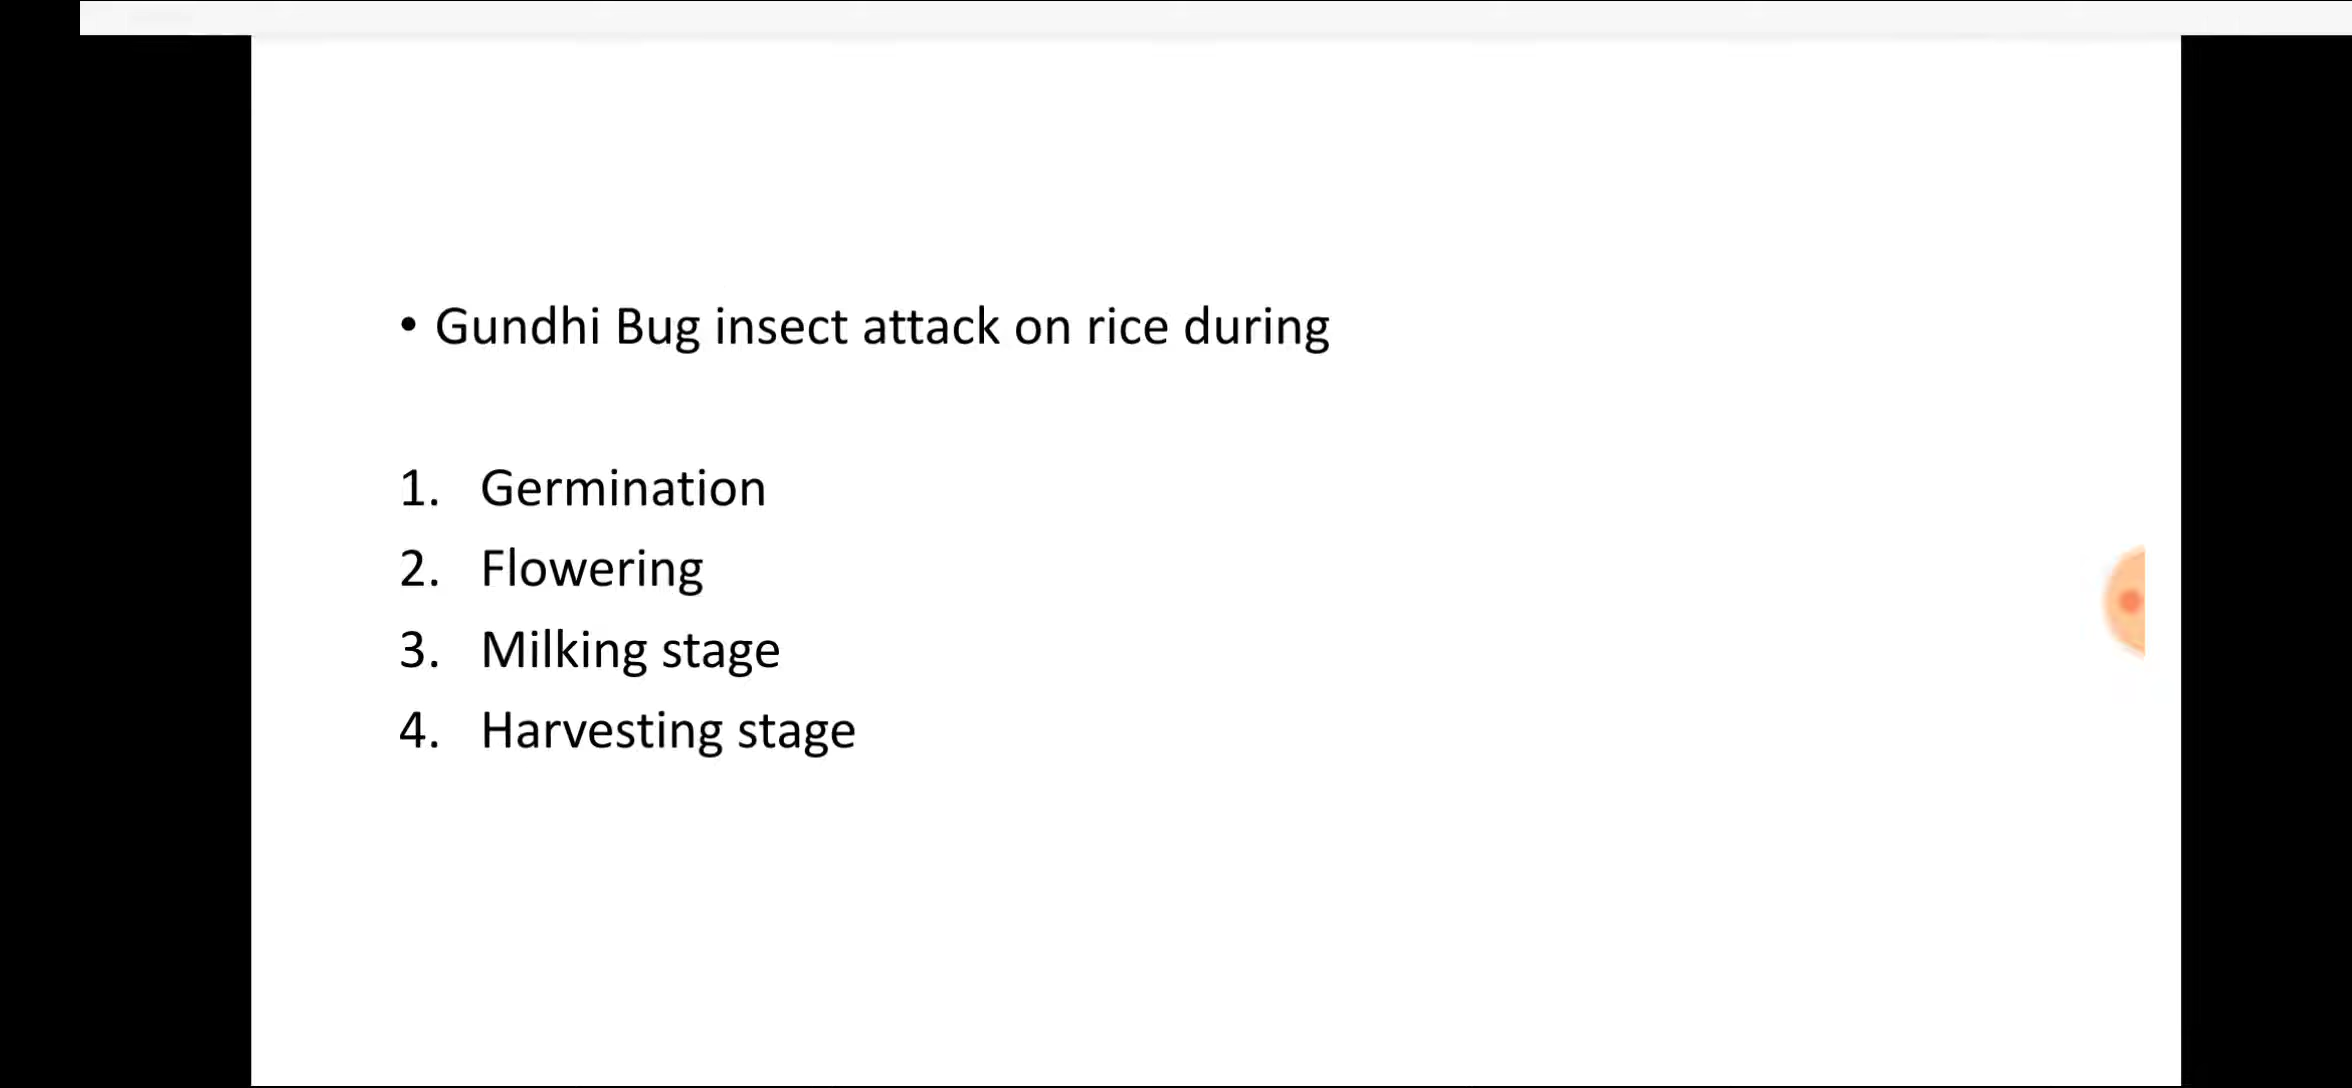 • Gundhi Bug insect attack on rice during
1. Germination
2. Flowering
3. Milking stage
4. Harvesting stage